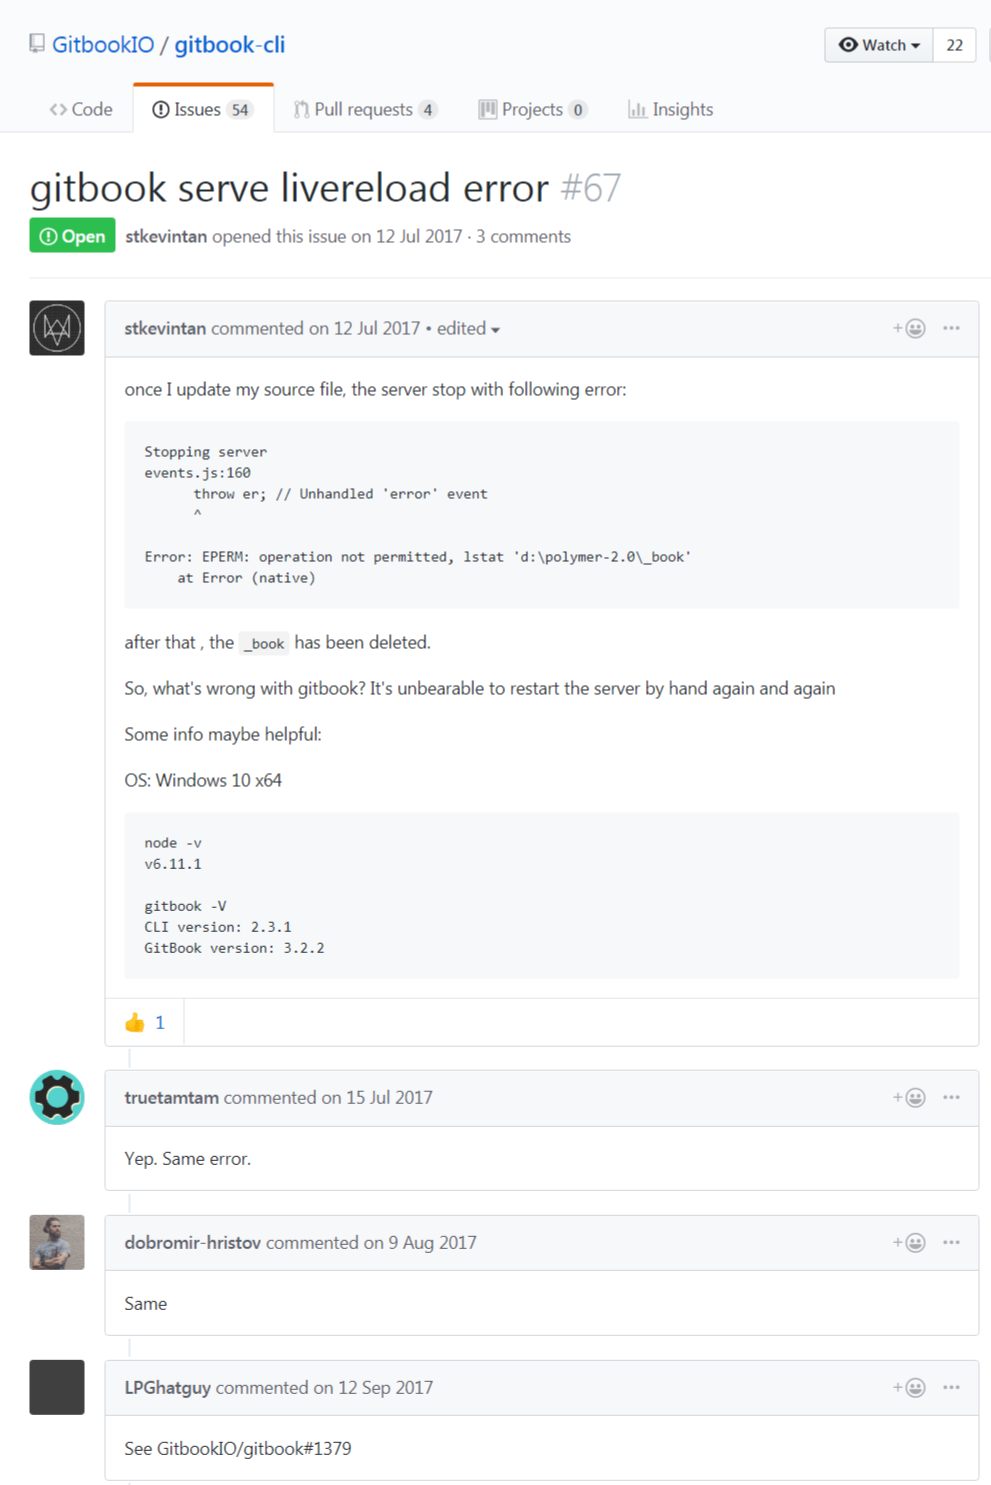 GitbookIO / gitbook-cli
Watch 22
Code Issues 54 Pull requests 4 Projects 0 Insights
gitbook serve livereload error #67
Open stkevintan opened this issue on 12 Jul 2017 · 3 comments
stkevintan commented on 12 Jul 2017 • edited
once I update my source file, the server stop with following error:
Stopping server
events.js:160
throw er; // Unhandled 'error' event
^
Error: EPERM: operation not permitted, lstat 'd:\polymer-2.0\_book'
at Error (native)
after that , the _book has been deleted.
So, what's wrong with gitbook? It's unbearable to restart the server by hand again and again
Some info maybe helpful:
OS: Windows 10 x64
node -v
v6.11.1
gitbook -V
CLI version: 2.3.1
GitBook version: 3.2.2
👍 1
truetamtam commented on 15 Jul 2017
Yep. Same error.
dobromir-hristov commented on 9 Aug 2017
Same
LPGhatguy commented on 12 Sep 2017
See GitbookIO/gitbook#1379